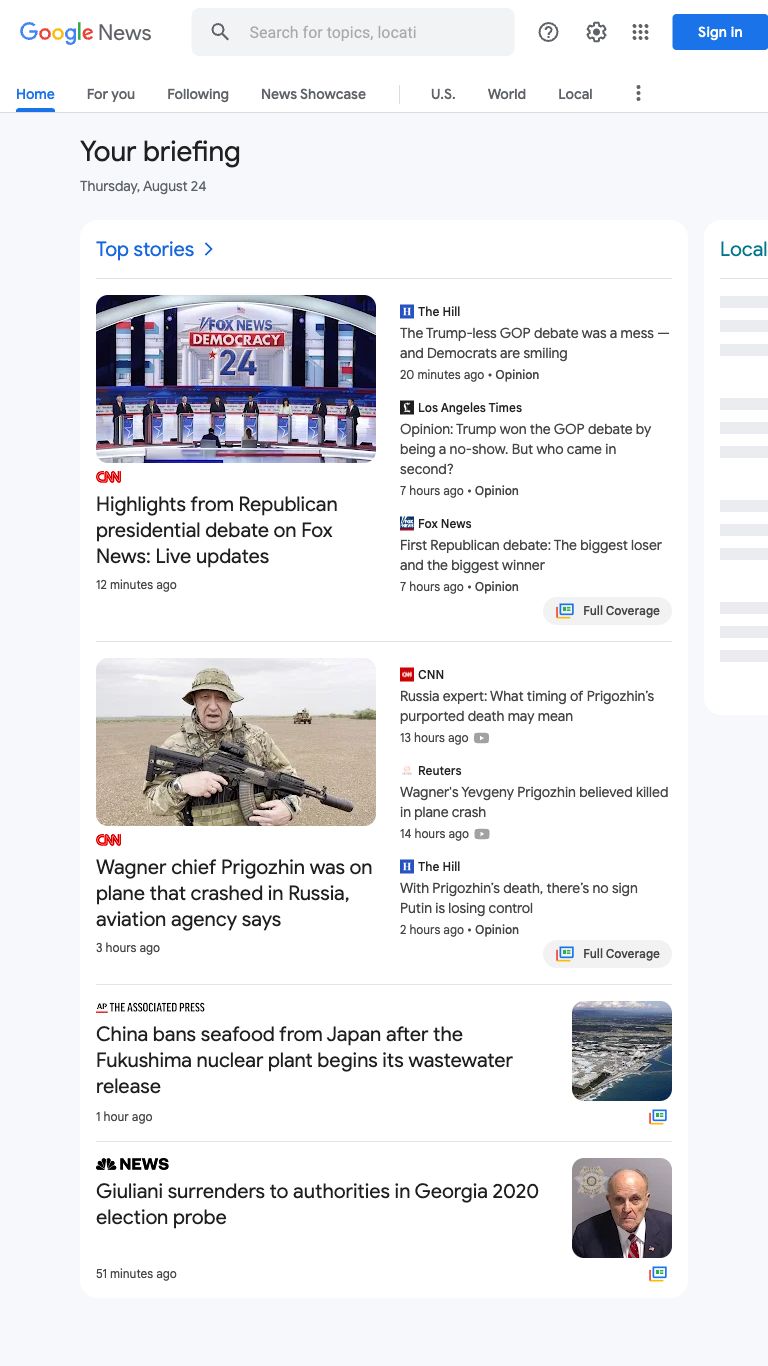 Google News
Search for topics, locati
Sign in
Home
For you
Following
News Showcase
U.S.
World
Local
Your briefing
Thursday, August 24
Top stories
FOX NEWS
DEMOCRACY
24
CNN
Highlights from Republican
presidential debate on Fox
News: Live updates
12 minutes ago
The Hill
The Trump-less GOP debate was a mess —
and Democrats are smiling
20 minutes ago • Opinion
Los Angeles Times
Opinion: Trump won the GOP debate by
being a no-show. But who came in
second?
7 hours ago • Opinion
Fox News
First Republican debate: The biggest loser
and the biggest winner
7 hours ago • Opinion
Full Coverage
Local
CNN
Wagner chief Prigozhin was on
plane that crashed in Russia,
aviation agency says
3 hours ago
CNN
Russia expert: What timing of Prigozhin's
purported death may mean
13 hours ago
Reuters
Wagner's Yevgeny Prigozhin believed killed
in plane crash
14 hours ago
The Hill
With Prigozhin's death, there's no sign
Putin is losing control
2 hours ago • Opinion
Full Coverage
AP THE ASSOCIATED PRESS
China bans seafood from Japan after the
Fukushima nuclear plant begins its wastewater
release
1 hour ago
NEWS
Giuliani surrenders to authorities in Georgia 2020
election probe
51 minutes ago